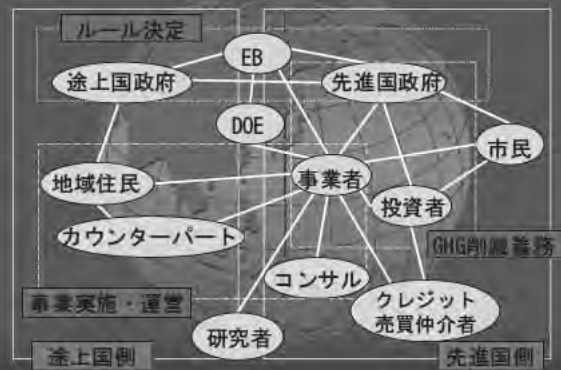 ルール決定
EB
途上国政府
先進国政府
DOE
市民
地域住民
事業者
投資者
カウンターパート
GHG削減義務
コンサル
事業実施・運営
クレジット
売買仲介者
研究者
途上国側
先進国側